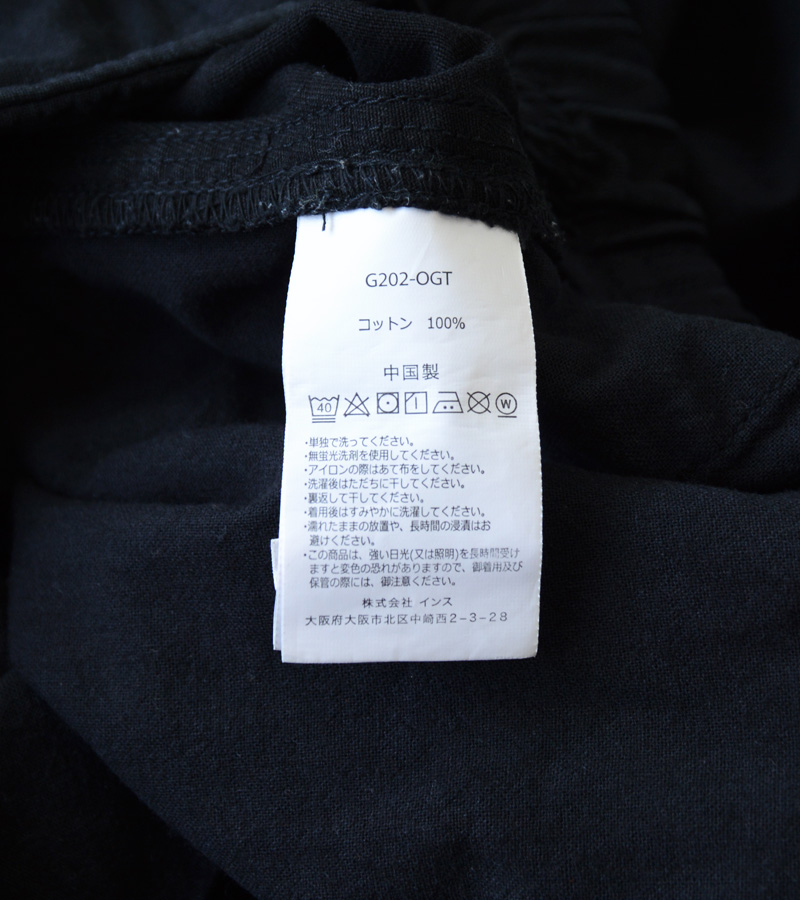 G202-OGT
コットン 100%
中国製
40 W
・単独で洗ってください。
・無蛍光洗剤を使用してください。
・アイロンの際はあて布をしてください。
・洗濯後はただちに干してください。
・裏返して干してください。
・着用後はすみやかに洗濯してください。
・濡れたままの放置や、長時間の浸漬はお
避けください。
・この商品は、強い日光(又は照明)を長時間受け
ますと変色の恐れがありますので、御着用及び
保管の際には、御注意ください。
株式会社 インス
大阪府大阪市北区中崎西2-3-28